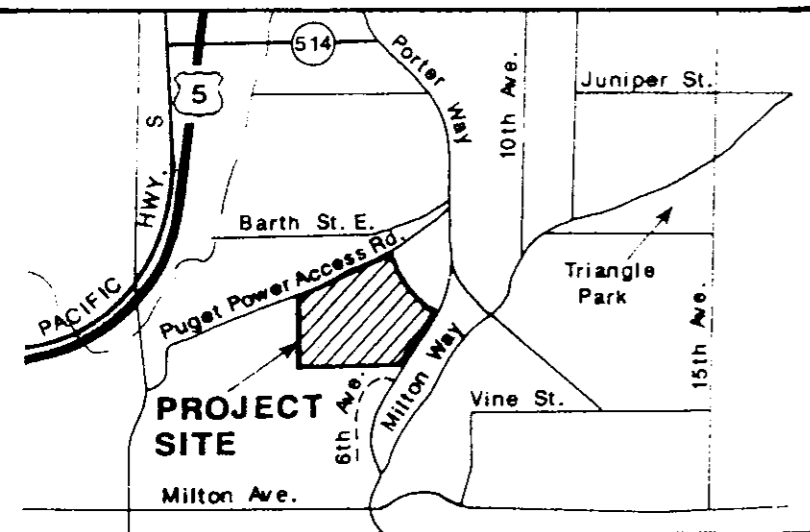 514
Porter Way
10th Ave.
Juniper St.
5
PACIFIC HWY. S
Barth St. E.
Puget Power Access Rd.
Triangle
Park
15th Ave.
PROJECT
SITE
6th Ave.
Milton Way
Vine St.
Milton Ave.